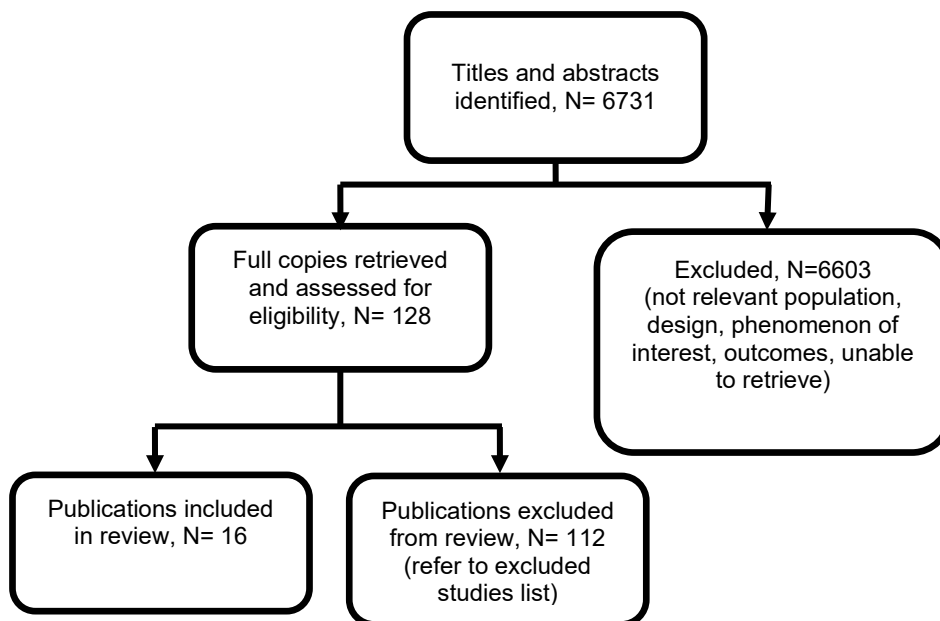 Titles and abstracts
identified, N= 6731
Full copies retrieved
and assessed for
eligibility, N= 128
Excluded, N=6603
(not relevant population,
design, phenomenon of
interest, outcomes, unable
to retrieve)
Publications included
in review, N= 16
Publications excluded
from review, N= 112
(refer to excluded
studies list)